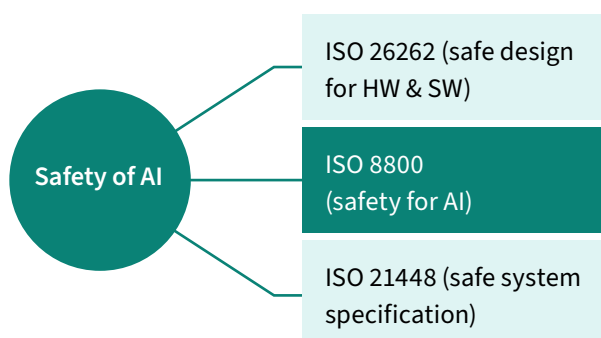 Safety of AI
ISO 26262 (safe design
for HW & SW)
ISO 8800
(safety for AI)
ISO 21448 (safe system
specification)